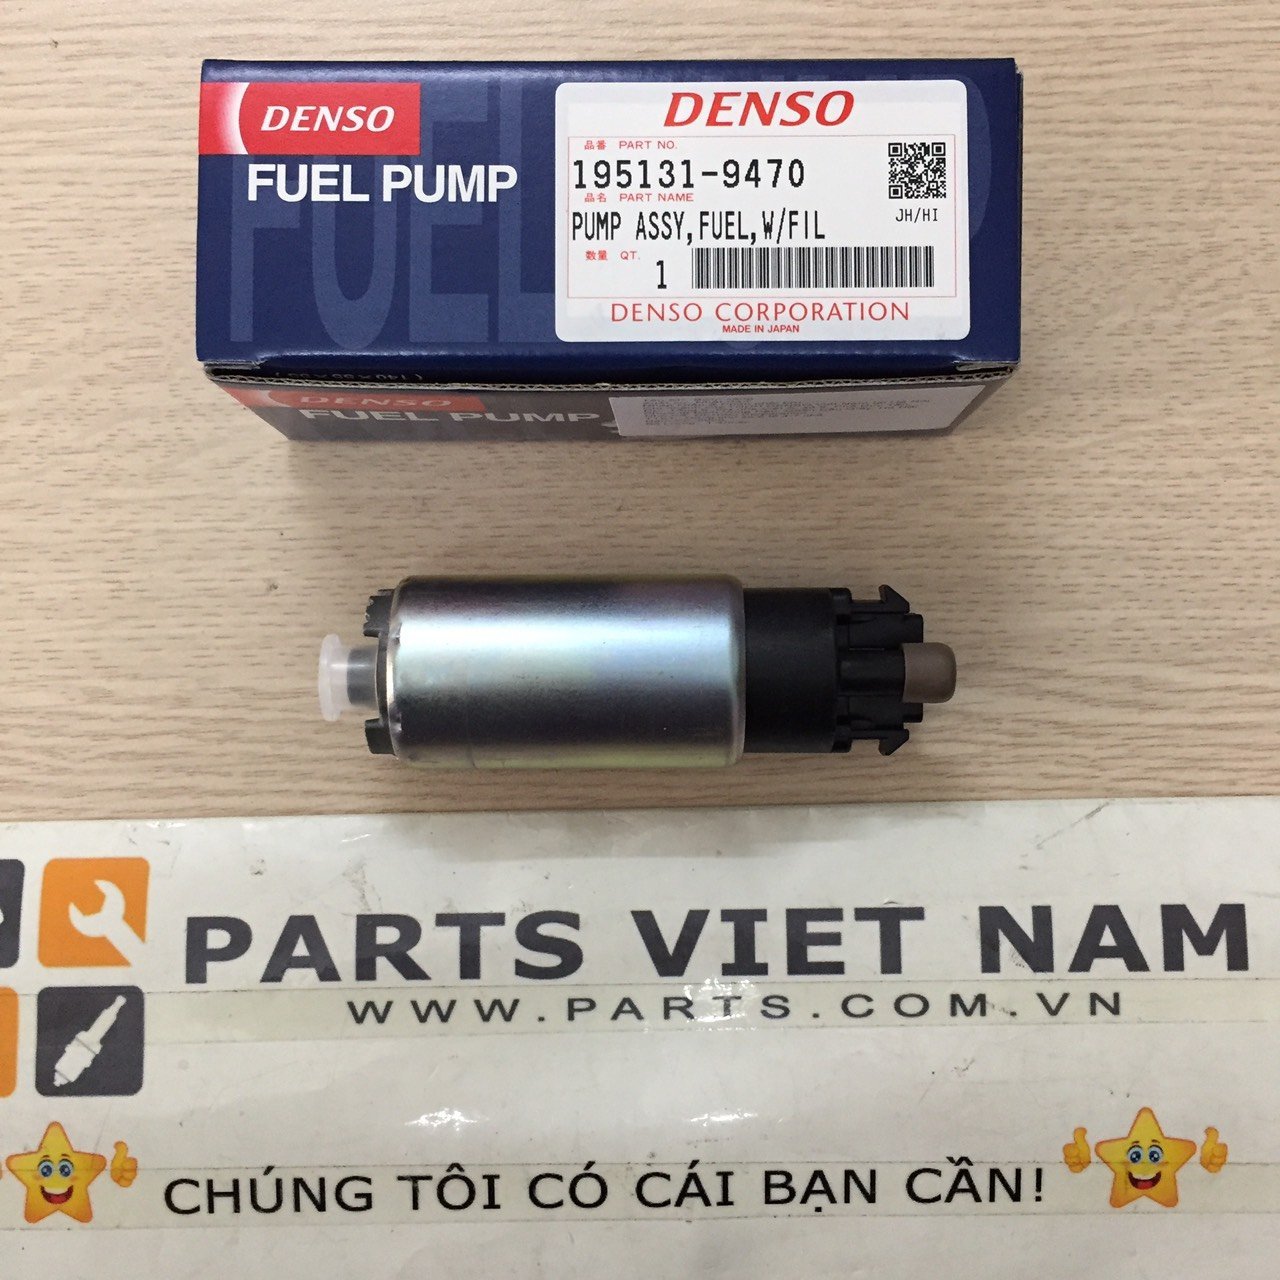 DENSO
FUEL PUMP
DENSO
品番 PART NO.
195131-9470
品名 PART NAME
JH/HI
PUMP ASSY,FUEL,W/FIL
数量 QT.
1
DENSO CORPORATION
MADE IN JAPAN
DENSO
FUEL PUMP
PARTS VIET NAM
WWW.PARTS.COM.VN
CHÚNG TÔI CÓ CÁI BẠN CẦN!